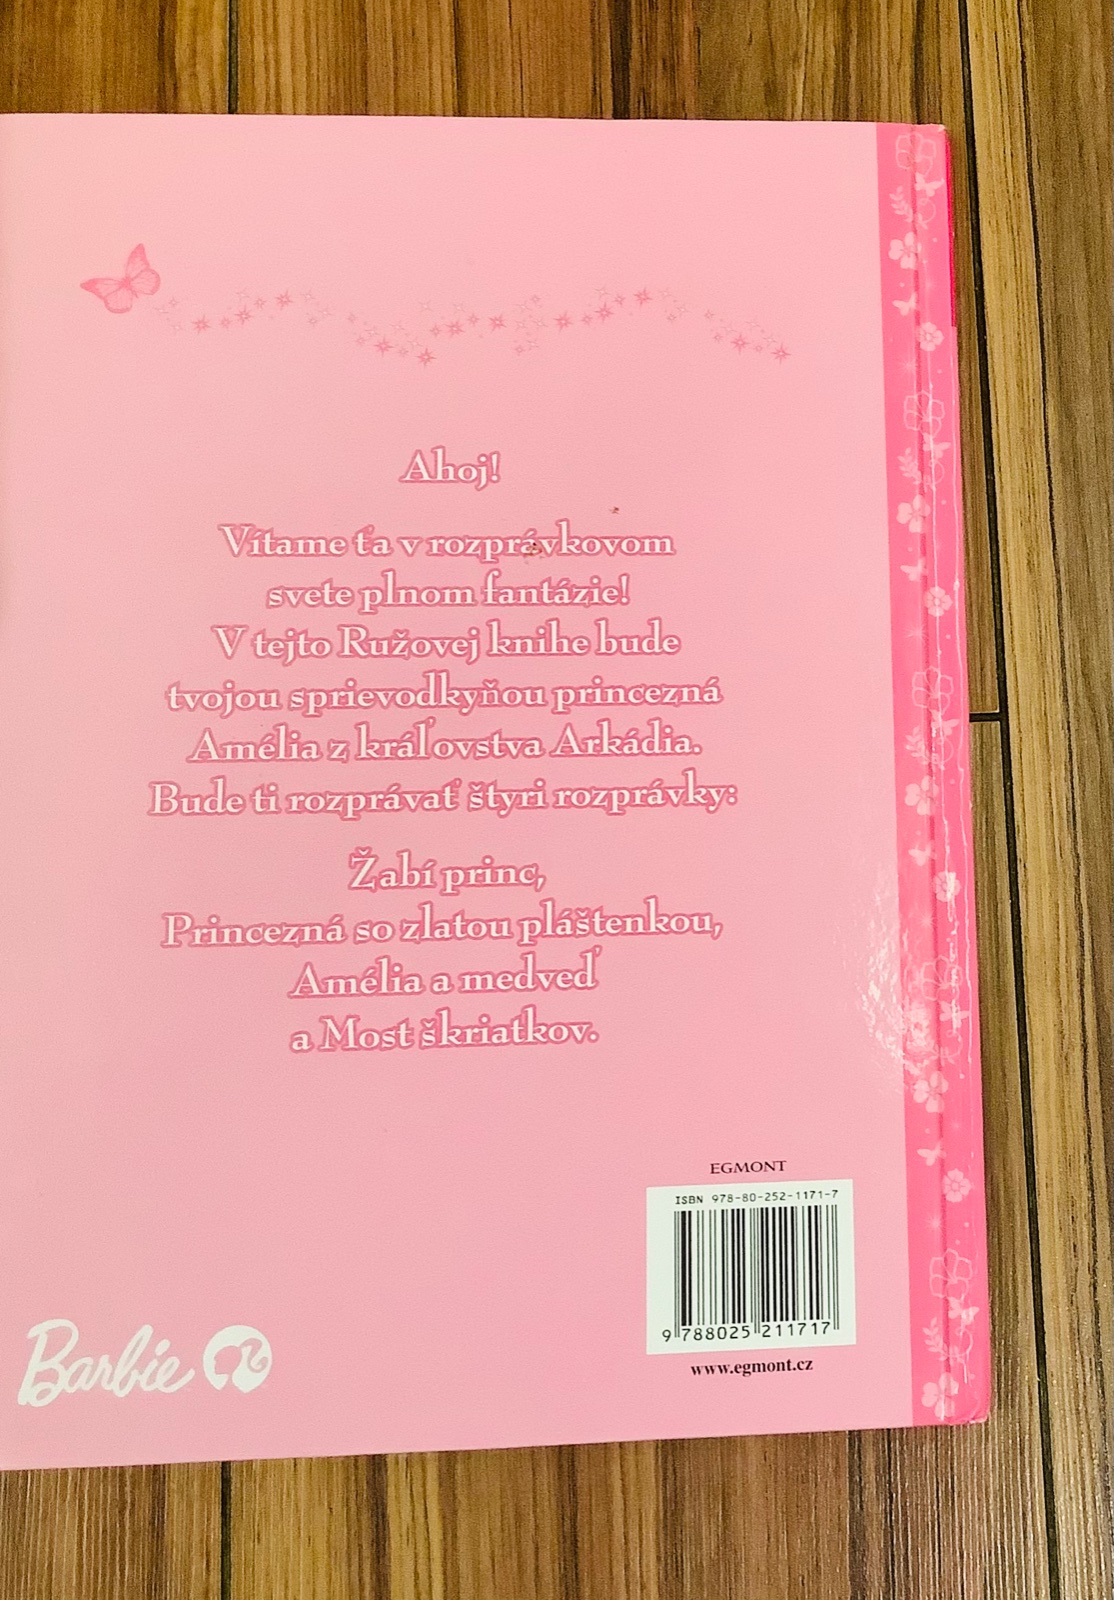 Ahoj!
Vítame ťa v rozprávkovom
svete plnom fantázie!
V tejto Ružovej knihe bude
tvojou sprievodkyňou princezná
Amélia z kráľovstva Arkádia.
Bude ti rozprávať štyri rozprávky:
Žabí princ,
Princezná so zlatou pláštenkou,
Amélia a medveď
a Most škriatkov.
EGMONT
ISBN 978-80-252-1171-7
9 788025 211717
www.egmont.cz
Barbie